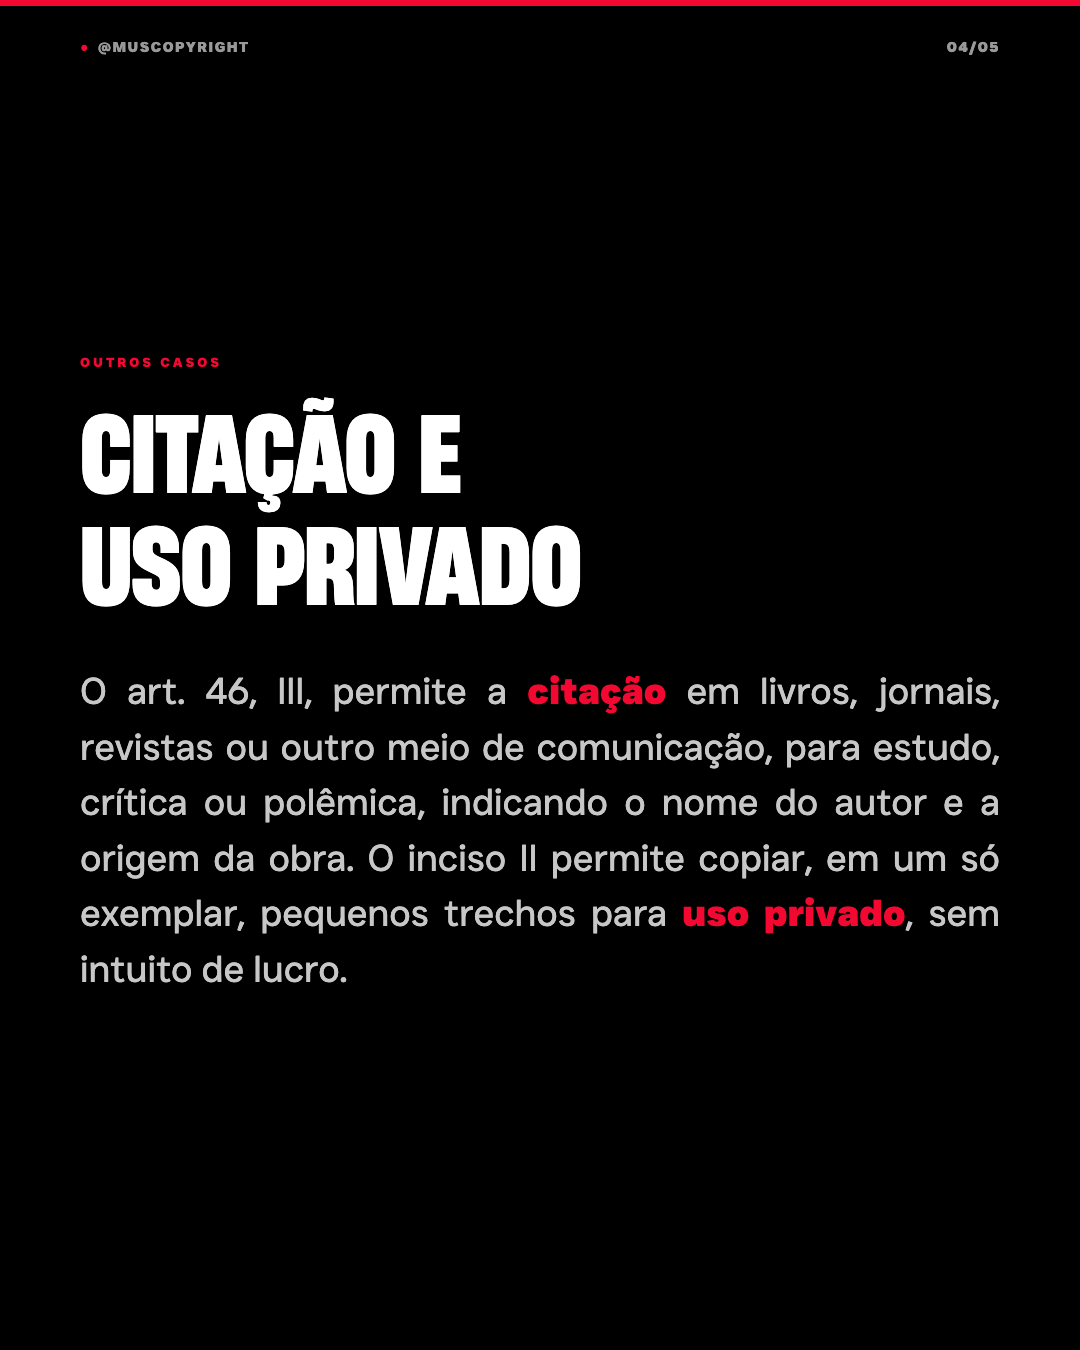 @MUSCOPYRIGHT
04/05
OUTROS CASOS
CITAÇÃO E
USO PRIVADO
O art. 46, III, permite a citação em livros, jornais,
revistas ou outro meio de comunicação, para estudo,
crítica ou polêmica, indicando o nome do autor e a
origem da obra. O inciso II permite copiar, em um só
exemplar, pequenos trechos para uso privado, sem
intuito de lucro.